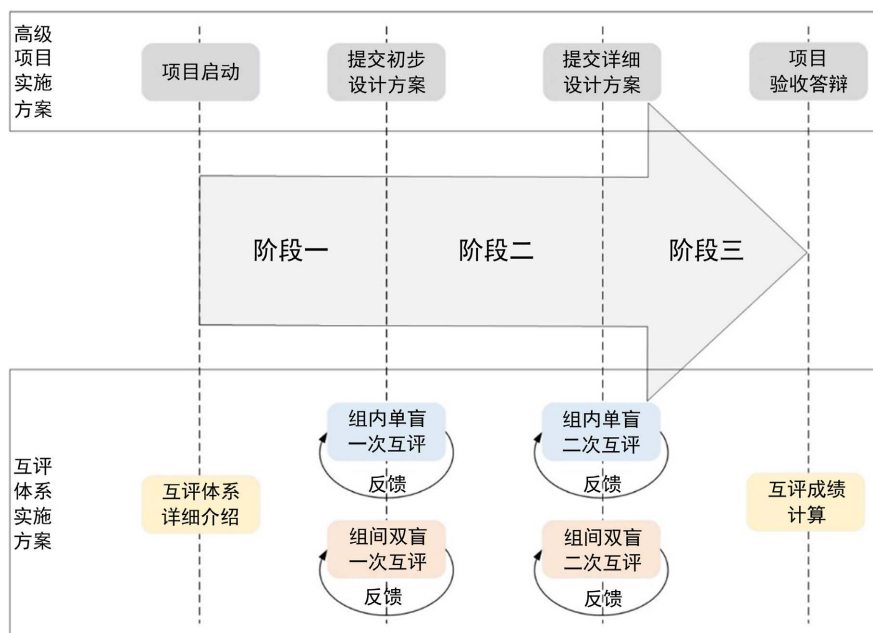 高级
项目
实施
方案
项目启动
提交初步
设计方案
提交详细
设计方案
项目
验收答辩
阶段一
阶段二
阶段三
互评
体系
实施
方案
互评体系
详细介绍
组内单盲
一次互评
反馈
组间双盲
一次互评
反馈
组内单盲
二次互评
反馈
组间双盲
二次互评
反馈
互评成绩
计算